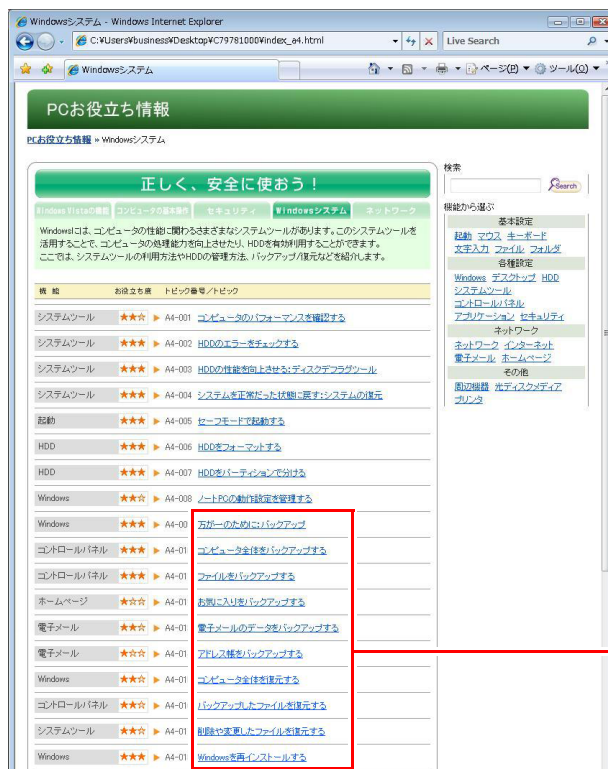 Windowsシステム - Windows Internet Explorer
C:¥Users¥business¥Desktop¥C79781000¥index_a4.html
Live Search
Windowsシステム
ページ(P)
ツール(O)
PCお役立ち情報
PCお役立ち情報 » Windowsシステム
正しく、安全に使おう！
Windows Vistaの機能 コンピュータの基本操作 セキュリティ Windowsシステム ネットワーク
Windowsには、コンピュータの性能に関わるさまざまなシステムツールがあります。このシステムツールを
活用することで、コンピュータの処理能力を向上させたり、HDDを有効利用することができます。
ここでは、システムツールの利用方法やHDDの管理方法、バックアップ/復元などを紹介します。
機 能 お役立ち度 トピック番号／トピック
システムツール ★★☆ ▶ A4-001 コンピュータのパフォーマンスを確認する
システムツール ★★★ ▶ A4-002 HDDのエラーをチェックする
システムツール ★★★ ▶ A4-003 HDDの性能を向上させる：ディスクデフラグツール
システムツール ★★★ ▶ A4-004 システムを正常だった状態に戻す：システムの復元
起動 ★★★ ▶ A4-005 セーフモードで起動する
HDD ★★★ ▶ A4-006 HDDをフォーマットする
HDD ★★★ ▶ A4-007 HDDをパーティションで分ける
Windows ★★☆ ▶ A4-008 ノートPCの動作設定を管理する
Windows ★★★ ▶ A4-00 万が一のために：バックアップ
コントロールパネル ★★★ ▶ A4-01 コンピュータ全体をバックアップする
コントロールパネル ★★★ ▶ A4-01 ファイルをバックアップする
ホームページ ★☆☆ ▶ A4-01 お気に入りをバックアップする
電子メール ★★☆ ▶ A4-01 電子メールのデータをバックアップする
電子メール ★☆☆ ▶ A4-01 アドレス帳をバックアップする
Windows ★★☆ ▶ A4-01 コンピュータ全体を復元する
コントロールパネル ★★☆ ▶ A4-01 バックアップしたファイルを復元する
システムツール ★★☆ ▶ A4-01 削除や変更したファイルを復元する
Windows ★★★ ▶ A4-01 Windowsを再インストールする
検索
Search
機能から選ぶ
基本設定
起動 マウス キーボード
文字入力 ファイル フォルダ
各種設定
Windows デスクトップ HDD
システムツール
コントロールパネル
アプリケーション セキュリティ
ネットワーク
ネットワーク インターネット
電子メール ホームページ
その他
周辺機器 光ディスクメディア
プリンタ